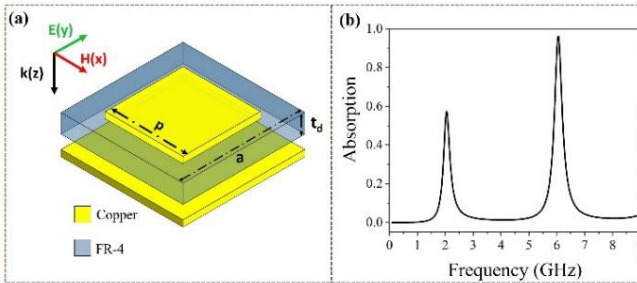 (a)
E(y)
H(x)
k(z)
p
a
t_d
Copper
FR-4
(b)
Absorption
1.0
0.8
0.6
0.4
0.2
0.0
0 1 2 3 4 5 6 7 8
Frequency (GHz)